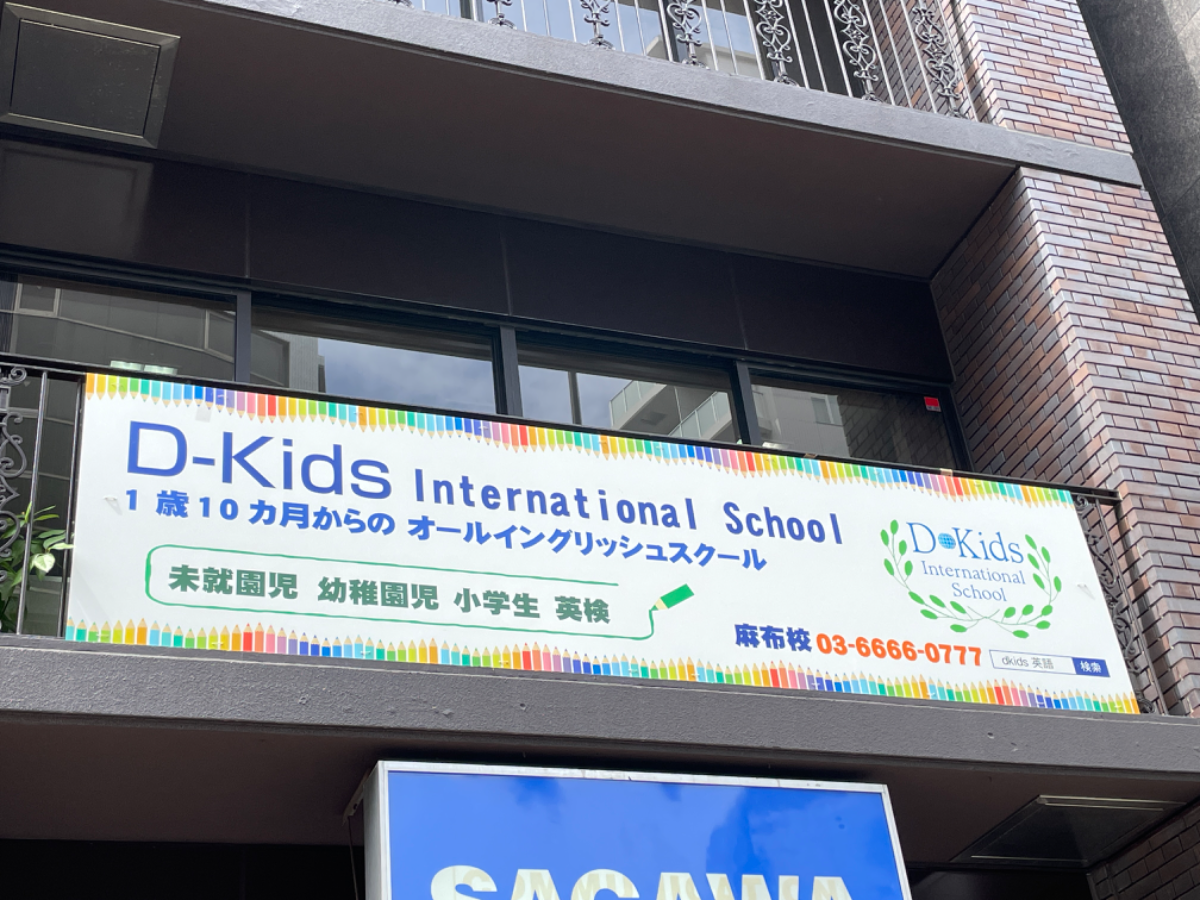 D-Kids International School
1歳10カ月からの オールイングリッシュスクール
未就園児 幼稚園児 小学生 英検
D Kids
International
School
麻布校 03-6666-0777
dkids 英語 検索
SAGAWA